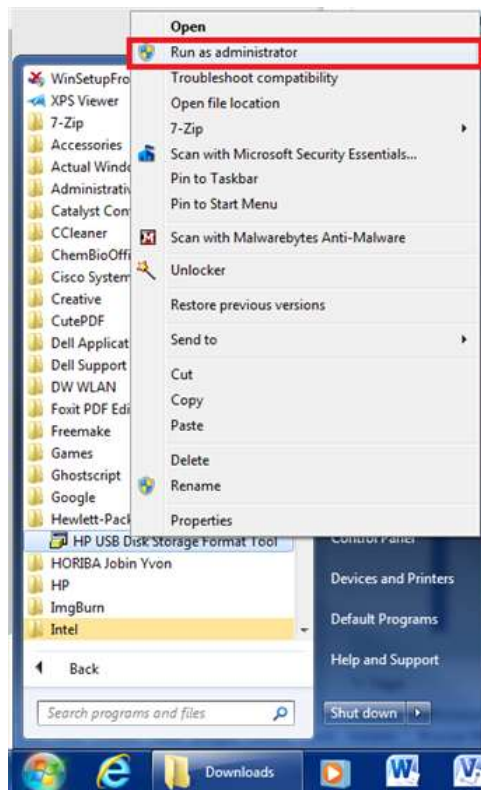 Open
Run as administrator
Troubleshoot compatibility
Open file location
7-Zip
Scan with Microsoft Security Essentials...
Pin to Taskbar
Pin to Start Menu
Scan with Malwarebytes Anti-Malware
Unlocker
Restore previous versions
Send to
Cut
Copy
Paste
Delete
Rename
Properties
WinSetupFro
XPS Viewer
7-Zip
Accessories
Actual Windo
Administrativ
Catalyst Con
CCleaner
ChemBioOffi
Cisco System
Creative
CutePDF
Dell Applicat
Dell Support
DW WLAN
Foxit PDF Edi
Freemake
Games
Ghostscript
Google
Hewlett-Pack
HP USB Disk Storage Format Tool
HORIBA Jobin Yvon
HP
ImgBurn
Intel
Back
Search programs and files
Control Panel
Devices and Printers
Default Programs
Help and Support
Shut down
Downloads